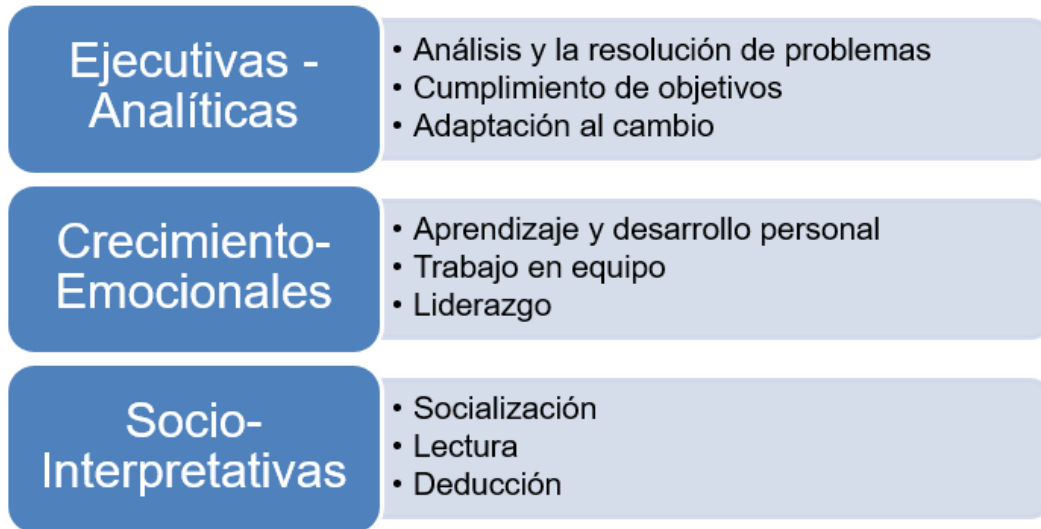 Ejecutivas -
Analíticas
• Análisis y la resolución de problemas
• Cumplimiento de objetivos
• Adaptación al cambio
Crecimiento-
Emocionales
• Aprendizaje y desarrollo personal
• Trabajo en equipo
• Liderazgo
Socio-
Interpretativas
• Socialización
• Lectura
• Deducción